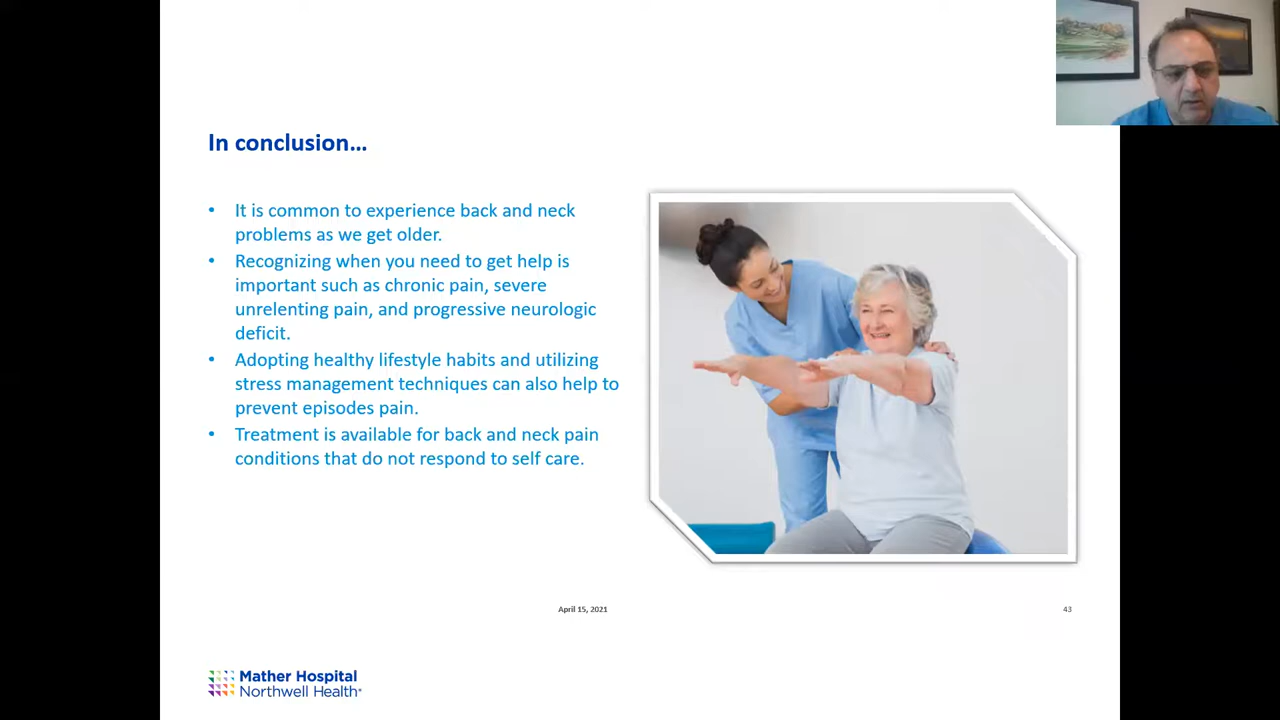 In conclusion...
• It is common to experience back and neck
problems as we get older.
• Recognizing when you need to get help is
important such as chronic pain, severe
unrelenting pain, and progressive neurologic
deficit.
• Adopting healthy lifestyle habits and utilizing
stress management techniques can also help to
prevent episodes pain.
• Treatment is available for back and neck pain
conditions that do not respond to self care.
April 15, 2021
43
Mather Hospital
Northwell Health®